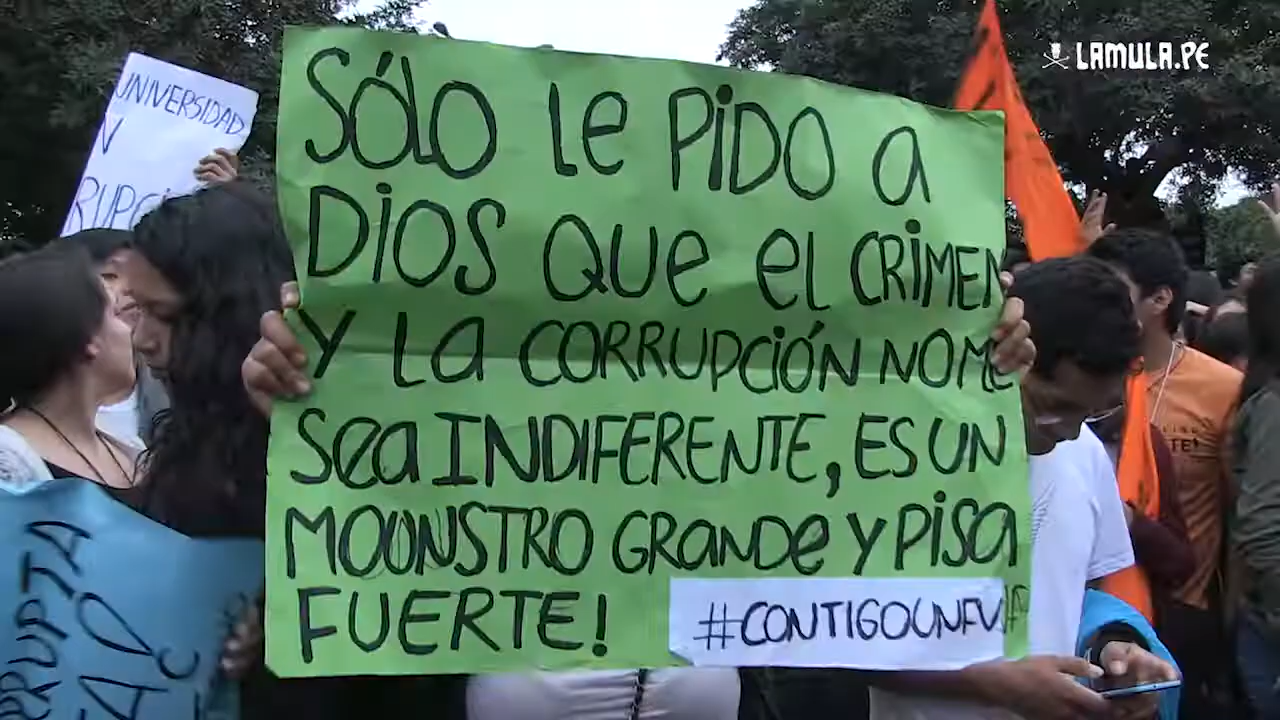 LAMULA.PE
UNIVERSIDAD
SÓLO le PIDO a
DIOS QUE el CRIMEN
Y La CORRUPCIÓN NO ME
Sea INDIFERENTE, ES UN
MOUNSTRO GRANDE Y PISA
FUERTE!
#CONTIGOUNFV